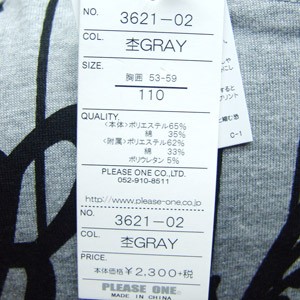 NO. 3621-02
COL. 杢GRAY
SIZE.
胸囲 53-59
110
QUALITY.
<本体>ポリエステル65%
綿 35%
<附属>ポリエステル62%
綿 33%
ポリウレタン 5%
PLEASE ONE CO.,LTD.
052-910-8511
http://www.please-one.co.jp
NO. 3621-02
COL. 杢GRAY
PRICE.
本体価格 ¥2,300+税
PLEASE ONE.
MADE IN CHINA
C-1